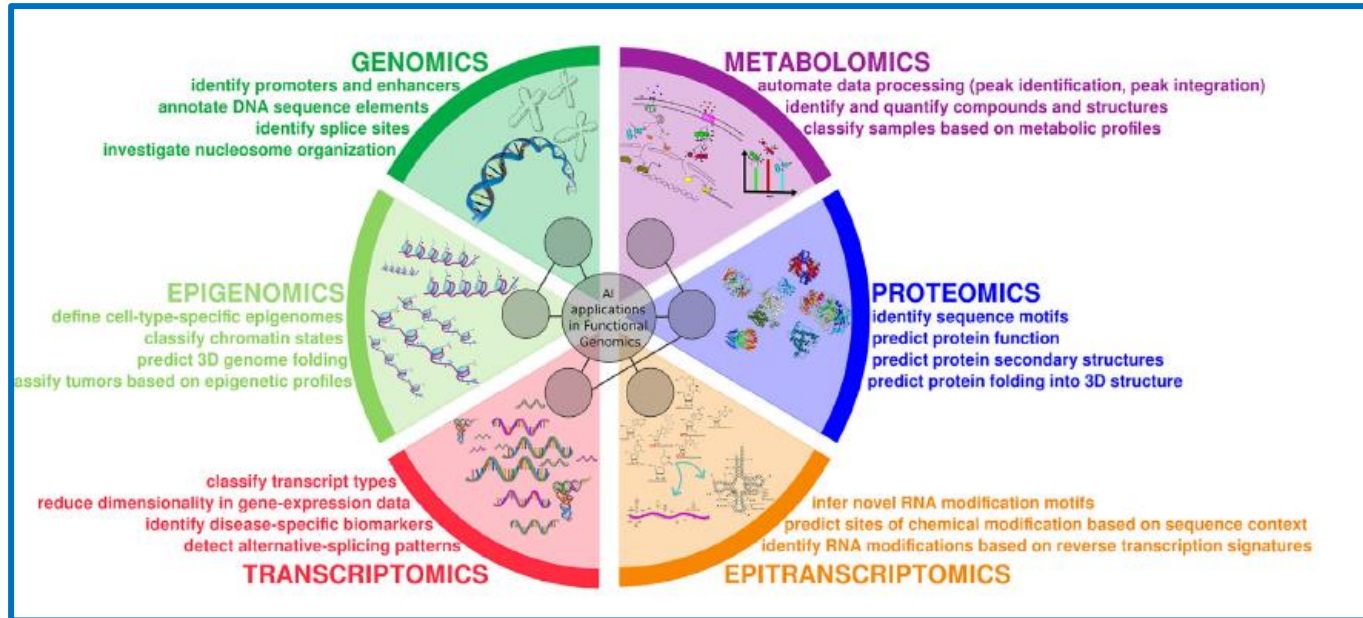 GENOMICS
identify promoters and enhancers
annotate DNA sequence elements
identify splice sites
investigate nucleosome organization
METABOLOMICS
automate data processing (peak identification, peak integration)
identify and quantify compounds and structures
classify samples based on metabolic profiles
EPIGENOMICS
define cell-type-specific epigenomes
classify chromatin states
predict 3D genome folding
assify tumors based on epigenetic profiles
AI
applications
in Functional
Genomics
PROTEOMICS
identify sequence motifs
predict protein function
predict protein secondary structures
predict protein folding into 3D structure
classify transcript types
reduce dimensionality in gene-expression data
identify disease-specific biomarkers
detect alternative-splicing patterns
TRANSCRIPTOMICS
infer novel RNA modification motifs
predict sites of chemical modification based on sequence context
identify RNA modifications based on reverse transcription signatures
EPITRANSCRIPTOMICS